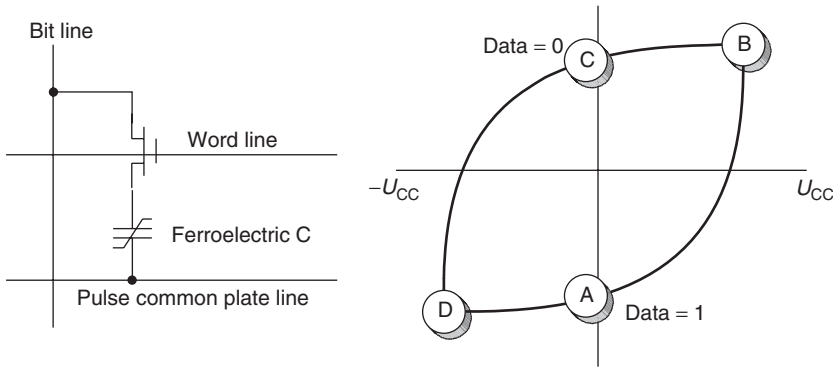 Bit line
Word line
Ferroelectric C
Pulse common plate line
Data = 0
C
B
−U_CC
U_CC
D
A
Data = 1